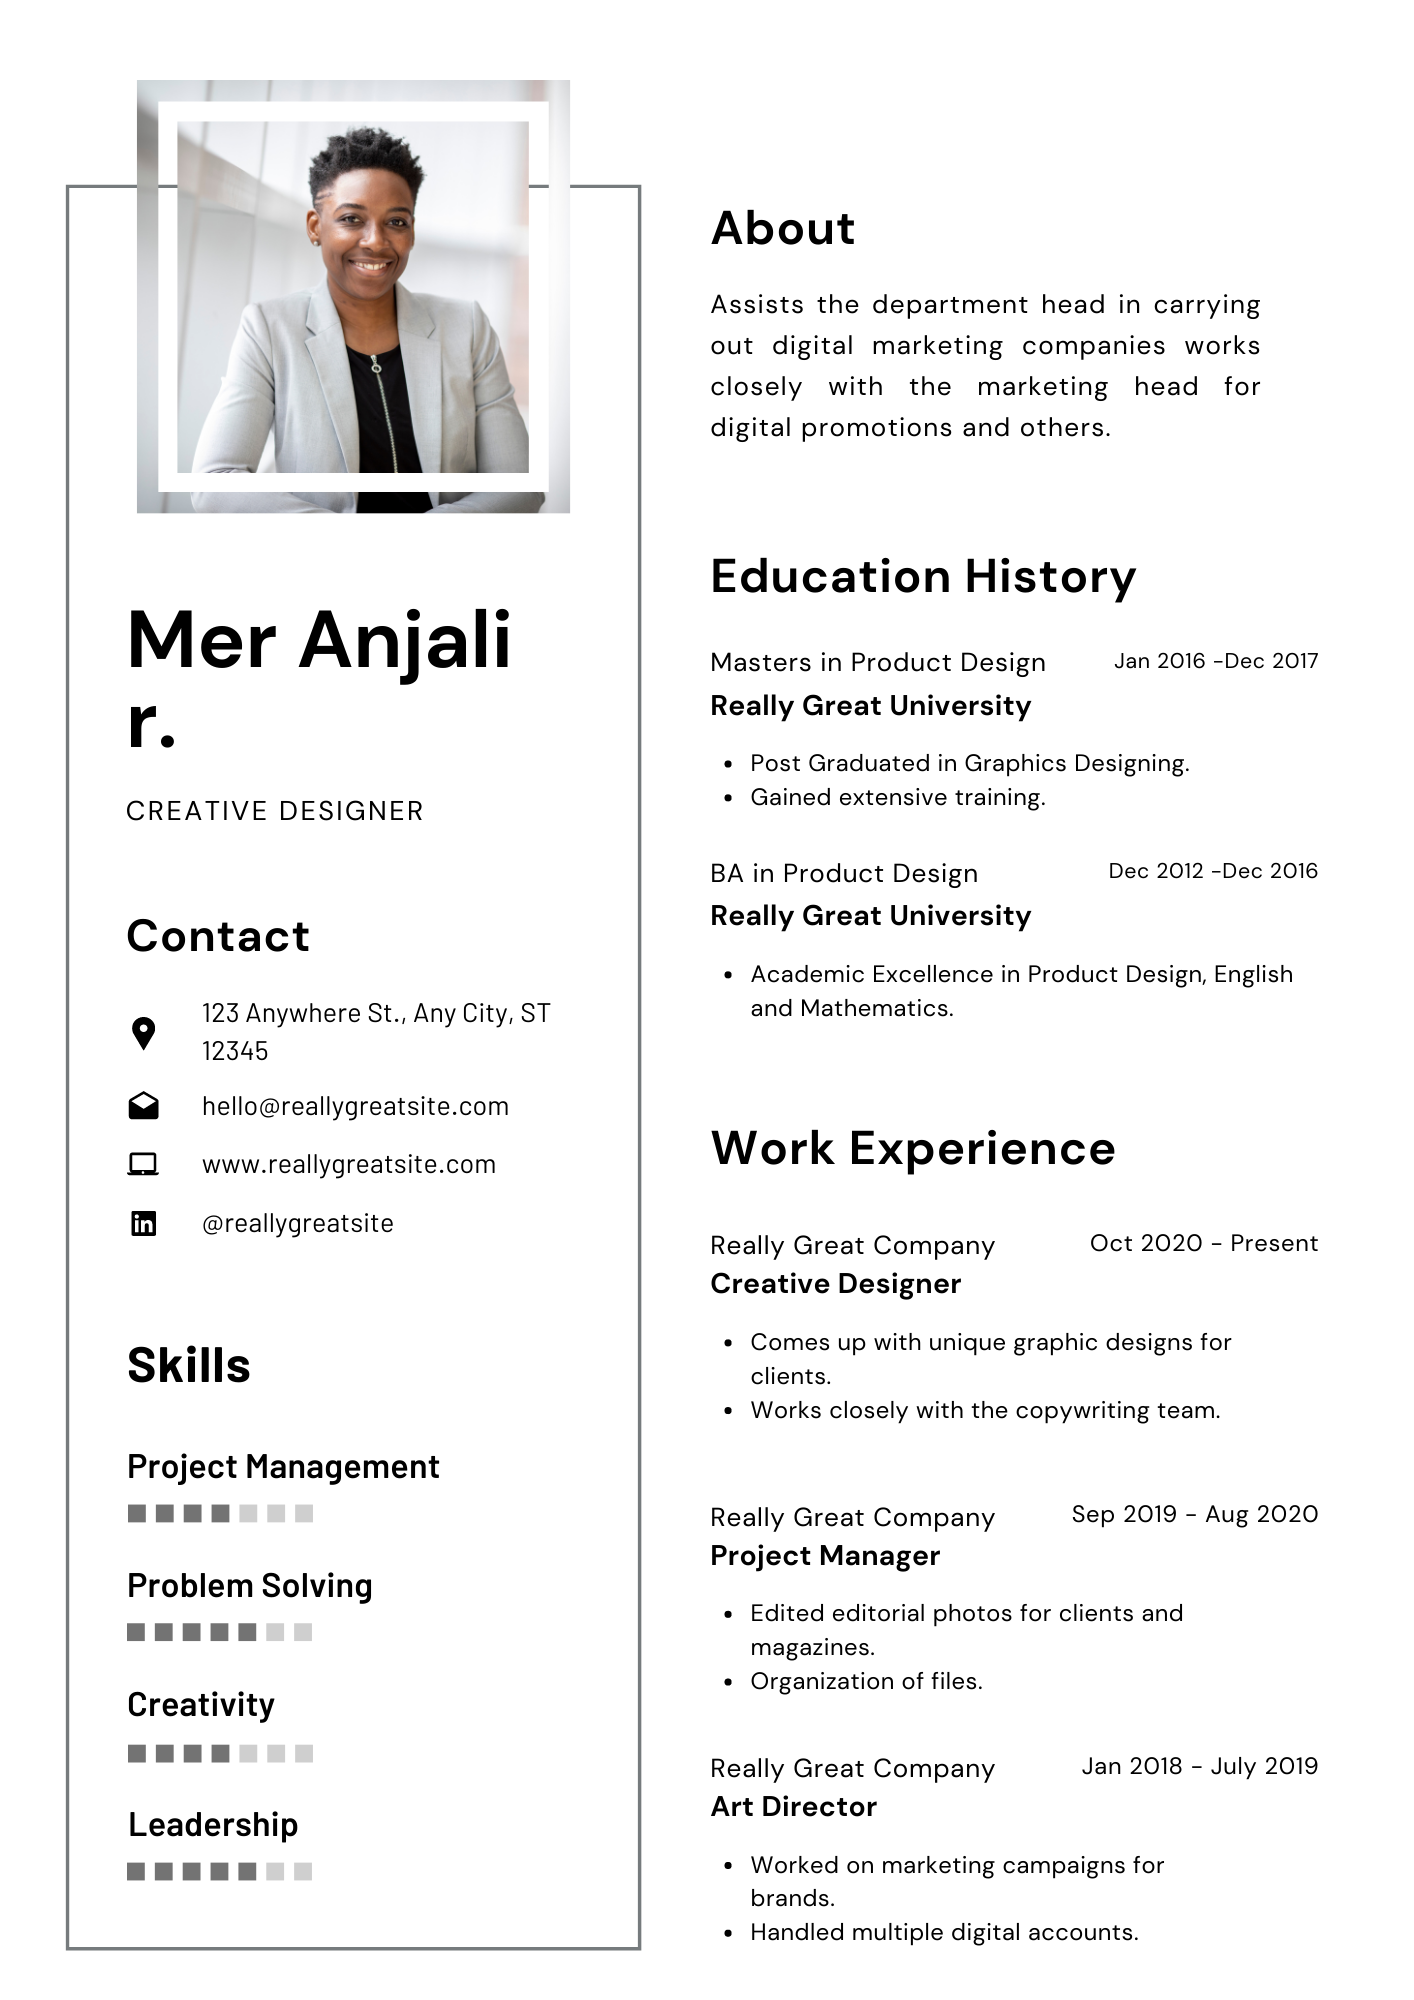 Mer Anjali
r.
CREATIVE DESIGNER
Contact
123 Anywhere St., Any City, ST
12345
hello@reallygreatsite.com
www.reallygreatsite.com
@reallygreatsite
Skills
Project Management
Problem Solving
Creativity
Leadership
About
Assists the department head in carrying
out digital marketing companies works
closely with the marketing head for
digital promotions and others.
Education History
Masters in Product Design Jan 2016 -Dec 2017
Really Great University
• Post Graduated in Graphics Designing.
• Gained extensive training.
BA in Product Design Dec 2012 -Dec 2016
Really Great University
• Academic Excellence in Product Design, English
and Mathematics.
Work Experience
Really Great Company Oct 2020 - Present
Creative Designer
• Comes up with unique graphic designs for
clients.
• Works closely with the copywriting team.
Really Great Company Sep 2019 - Aug 2020
Project Manager
• Edited editorial photos for clients and
magazines.
• Organization of files.
Really Great Company Jan 2018 - July 2019
Art Director
• Worked on marketing campaigns for
brands.
• Handled multiple digital accounts.